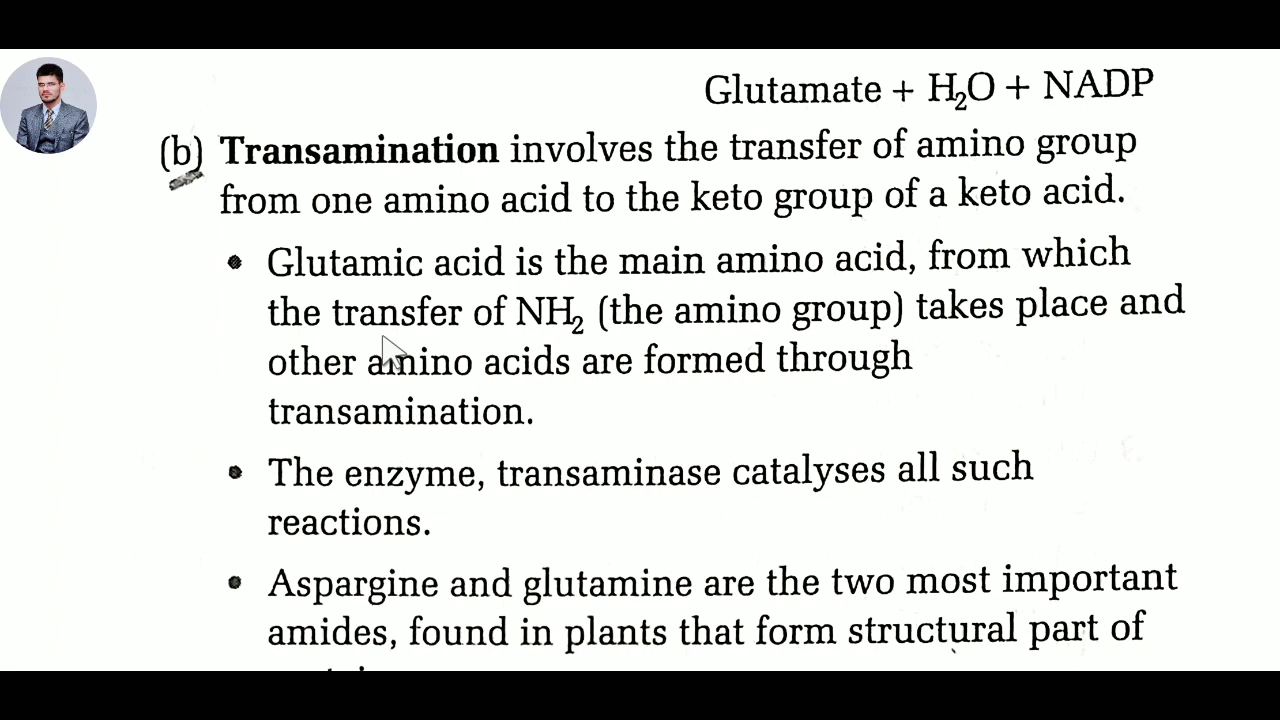 Glutamate + H₂O + NADP
(b) Transamination involves the transfer of amino group
from one amino acid to the keto group of a keto acid.
• Glutamic acid is the main amino acid, from which
the transfer of NH₂ (the amino group) takes place and
other amino acids are formed through
transamination.
• The enzyme, transaminase catalyses all such
reactions.
• Aspargine and glutamine are the two most important
amides, found in plants that form structural part of